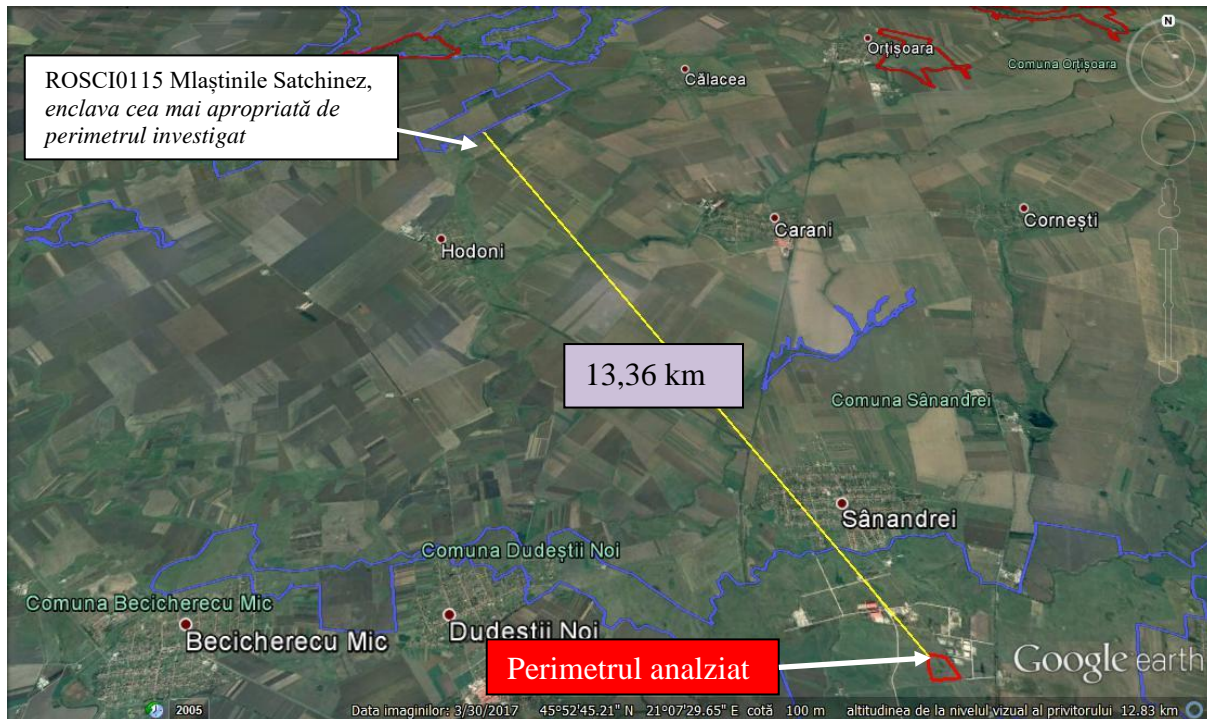 N
Orțișoara
Comuna Orțișoara
Călacea
ROSCI0115 Mlaștinile Satchinez,
enclava cea mai apropriată de
perimetrul investigat
Cornești
Carani
Hodoni
13,36 km
Comuna Sânandrei
Sânandrei
Comuna Dudeștii Noi
Comuna Becicherecu Mic
Becicherecu Mic
Dudestii Noi
Perimetrul analziat
Google earth
2005
Data imaginilor: 3/30/2017 45°52'45.21" N 21°07'29.65" E cotă 100 m altitudinea de la nivelul vizual al privitorului 12.83 km